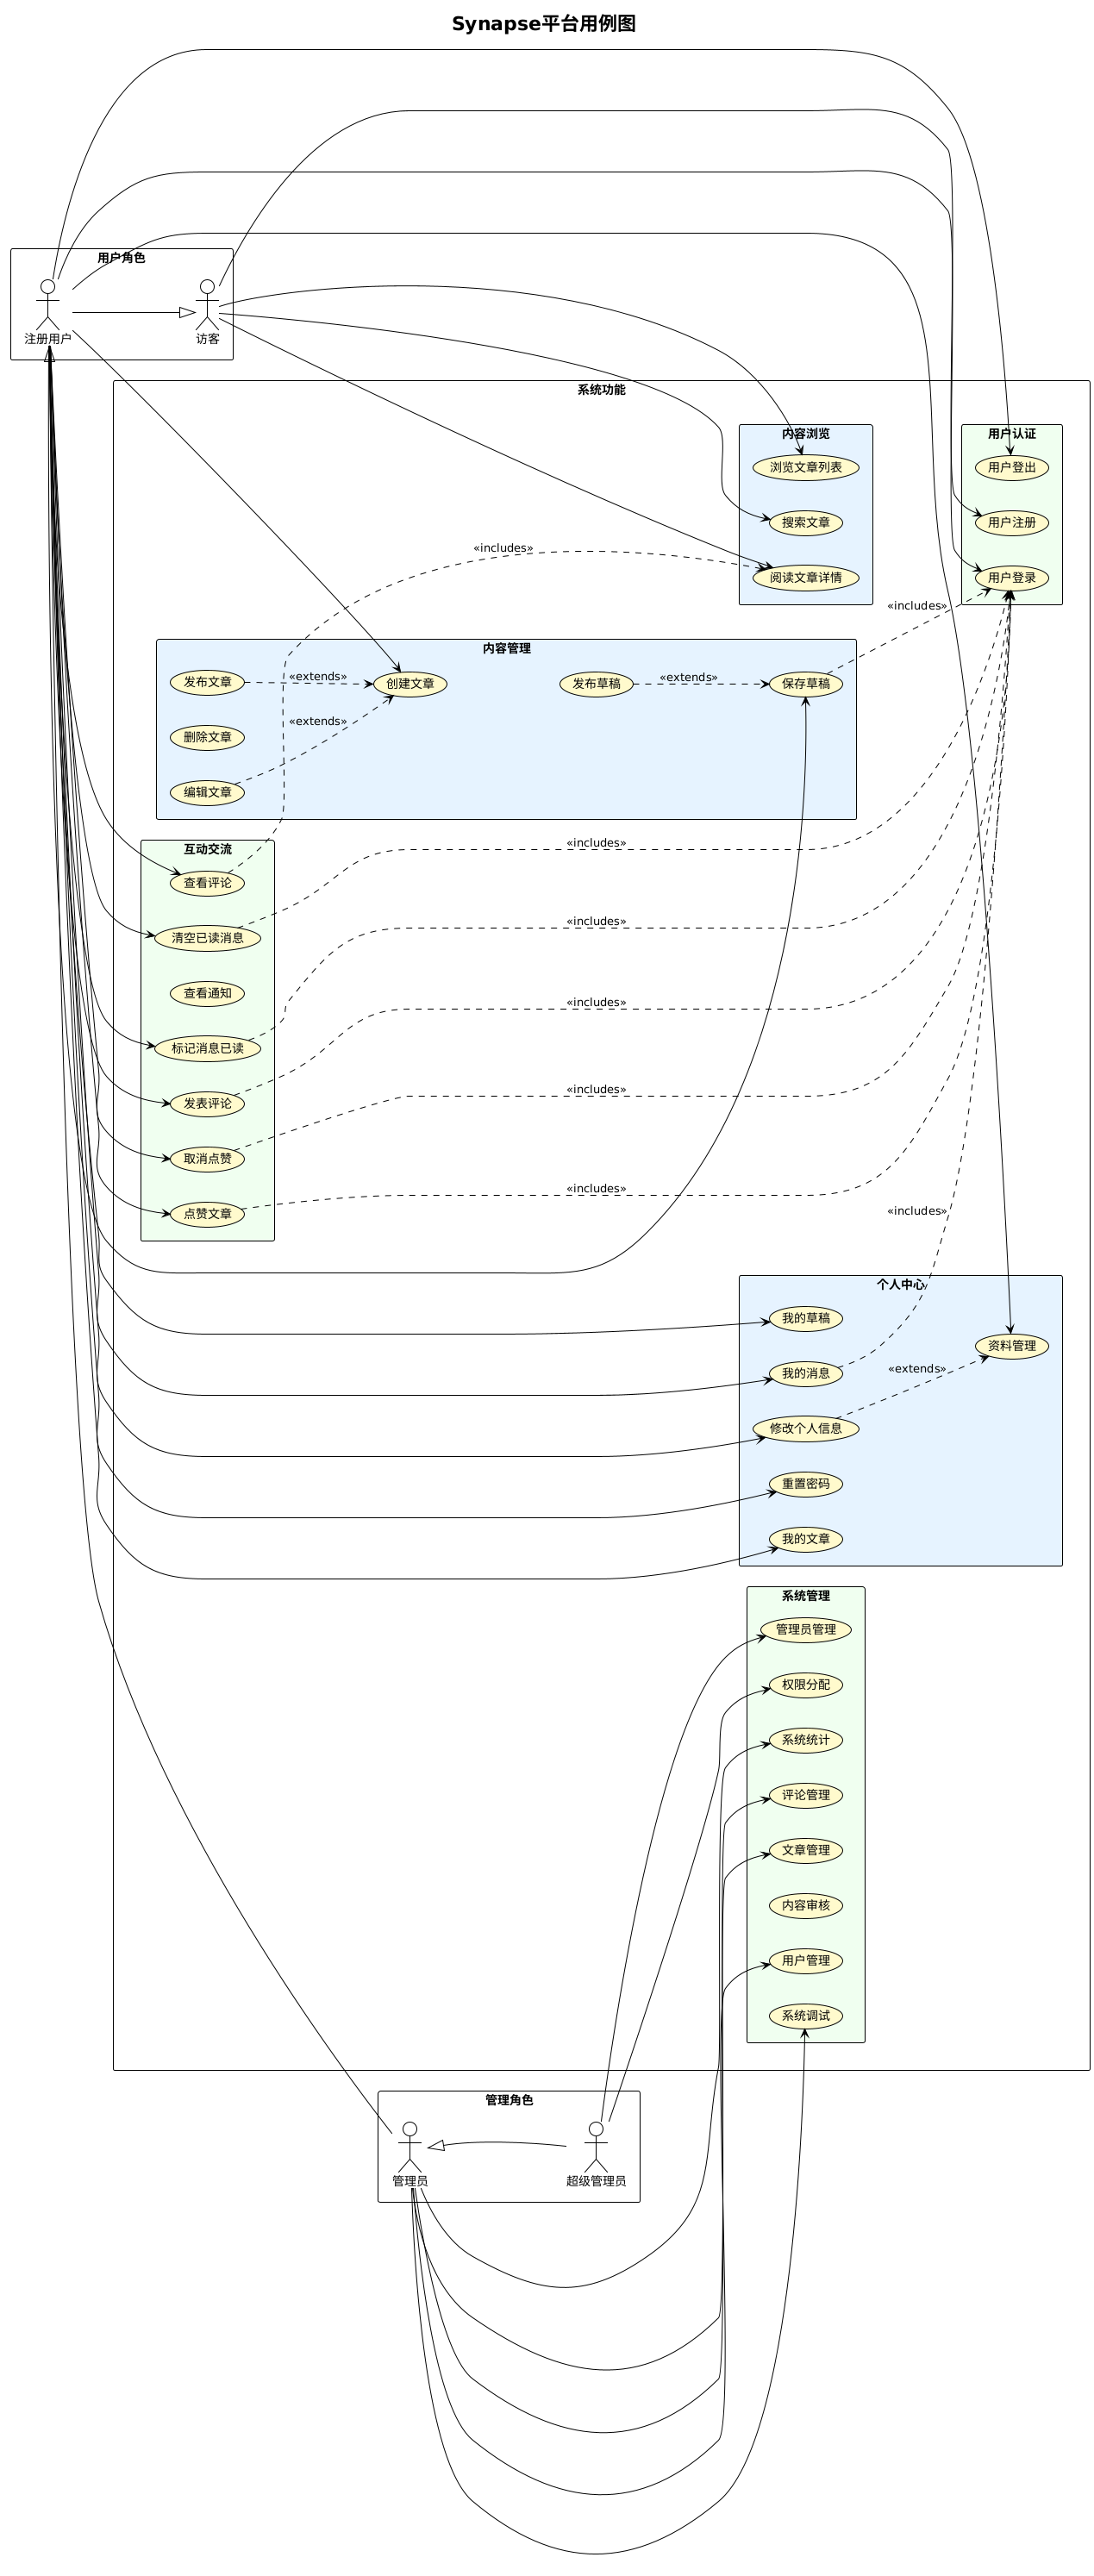 Synapse平台用例图
用户角色
注册用户
访客
系统功能
内容浏览
浏览文章列表
搜索文章
阅读文章详情
用户认证
用户登出
用户注册
用户登录
«includes»
«includes»
内容管理
发布文章
«extends»
创建文章
发布草稿
«extends»
保存草稿
«extends»
删除文章
编辑文章
互动交流
查看评论
清空已读消息
查看通知
标记消息已读
发表评论
取消点赞
点赞文章
«includes»
«includes»
«includes»
«includes»
«includes»
«includes»
个人中心
我的草稿
我的消息
修改个人信息
重置密码
我的文章
«extends»
资料管理
系统管理
管理员管理
权限分配
系统统计
评论管理
文章管理
内容审核
用户管理
系统调试
管理角色
管理员
超级管理员